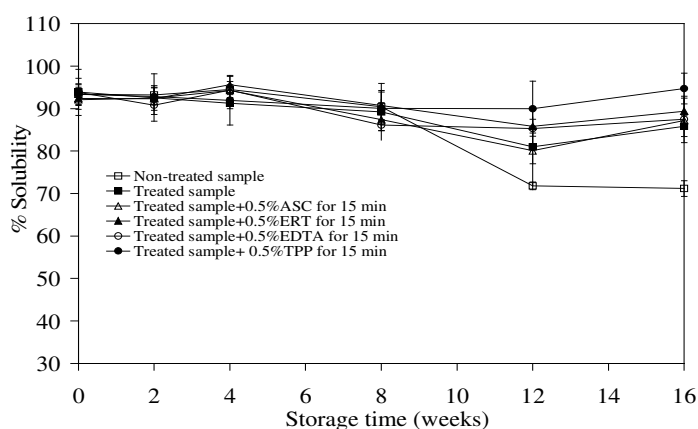 110
100
90
80
70
60
50
40
30
% Solubility
Non-treated sample
Treated sample
Treated sample+0.5%ASC for 15 min
Treated sample+0.5%ERT for 15 min
Treated sample+0.5%EDTA for 15 min
Treated sample+ 0.5%TPP for 15 min
0 2 4 6 8 10 12 14 16
Storage time (weeks)